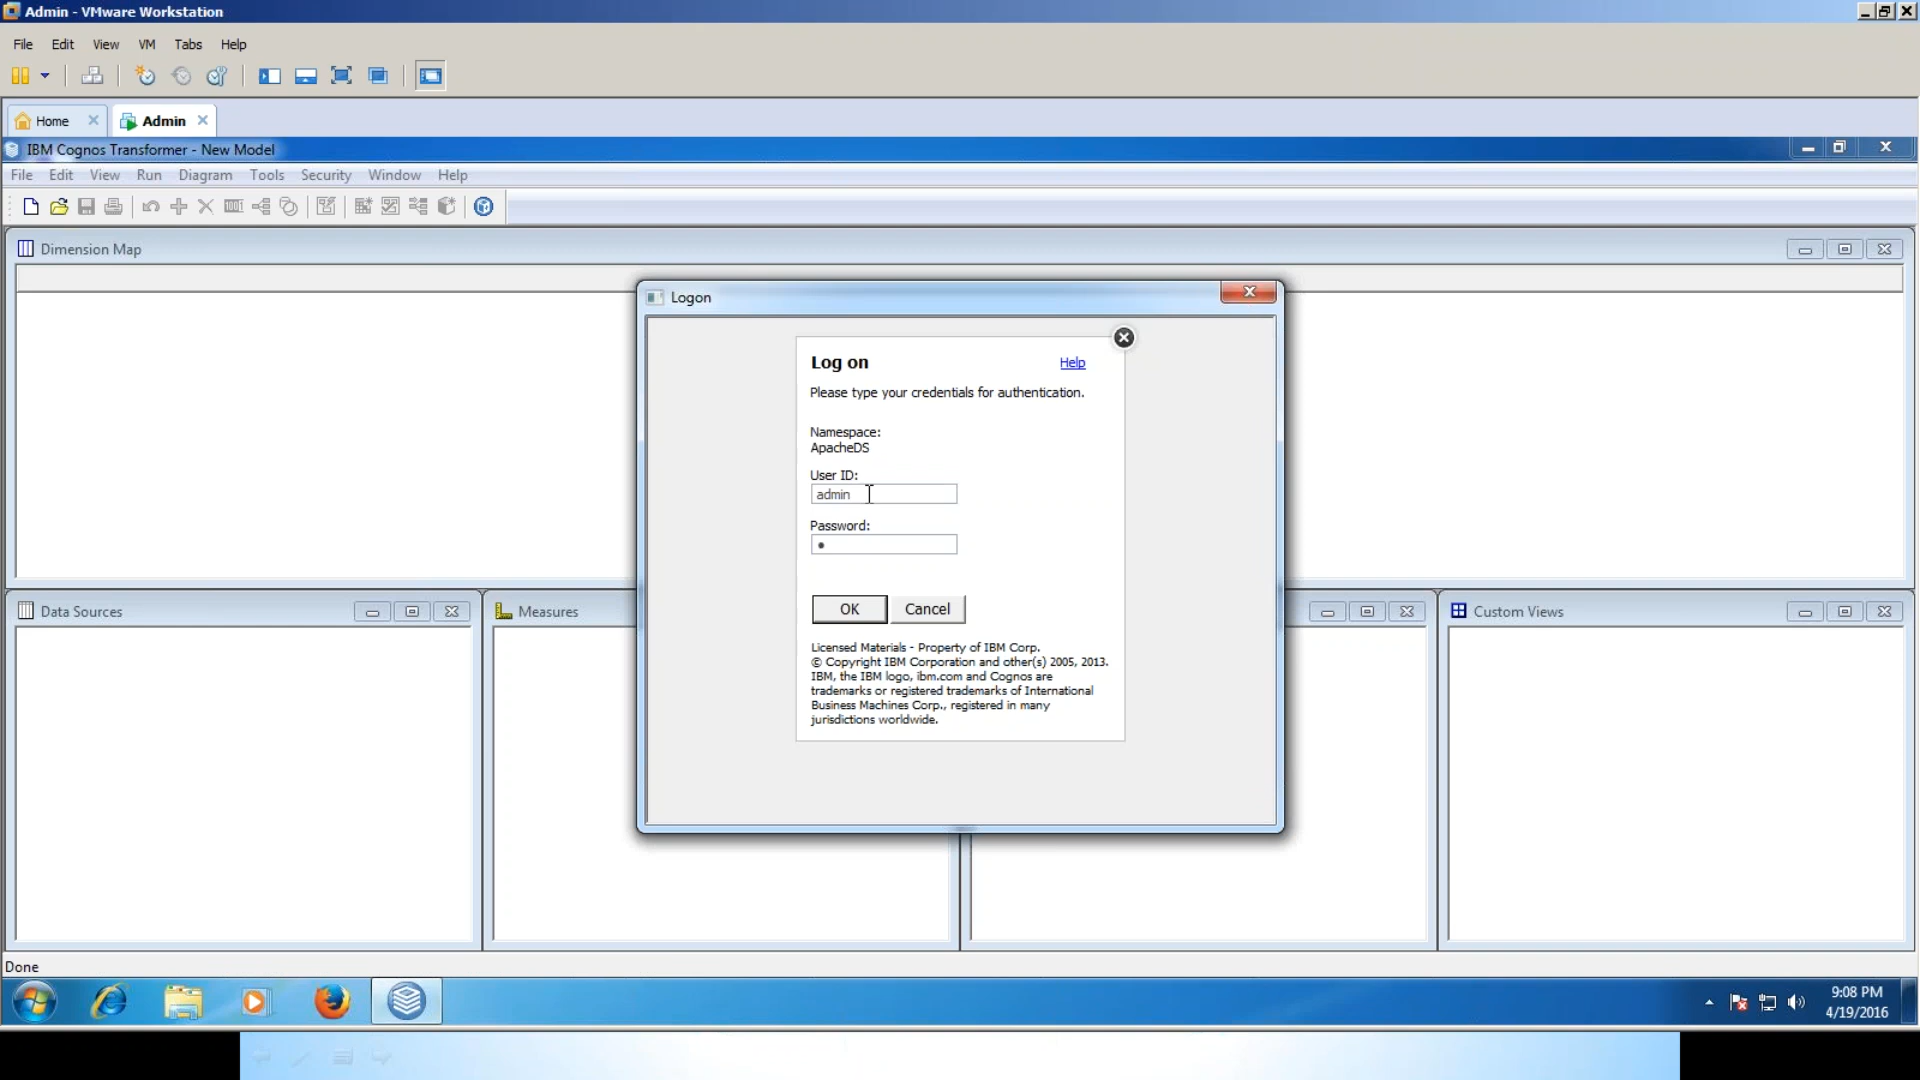 Admin - VMware Workstation
File Edit View VM Tabs Help
Home Admin
IBM Cognos Transformer - New Model
File Edit View Run Diagram Tools Security Window Help
Dimension Map
Logon
Log on Help
Please type your credentials for authentication.
Namespace:
ApacheDS
User ID:
admin
Password:
OK Cancel
Licensed Materials - Property of IBM Corp.
© Copyright IBM Corporation and other(s) 2005, 2013.
IBM, the IBM logo, ibm.com and Cognos are
trademarks or registered trademarks of International
Business Machines Corp., registered in many
jurisdictions worldwide.
Data Sources Measures Custom Views
Done
9:08 PM
4/19/2016